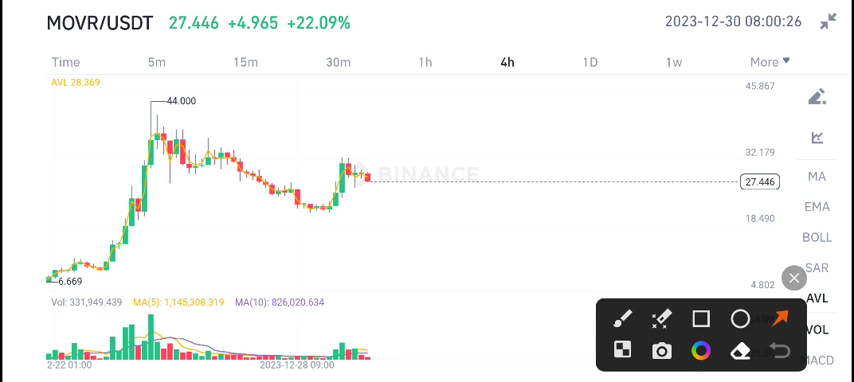 MOVR/USDT 27.446 +4.965 +22.09% 2023-12-30 08:00:26
Time 5m 15m 30m 1h 4h 1D 1w More
AVL 28.369
45.867
44.000
32.179
BINANCE
27.446
MA
EMA
18.490
BOLL
SAR
6.669
4.802
AVL
Vol: 331,949.439 MA(5): 1,145,308.319 MA(10): 826,020.634
VOL
MACD
2-22 01:00 2023-12-28 09:00